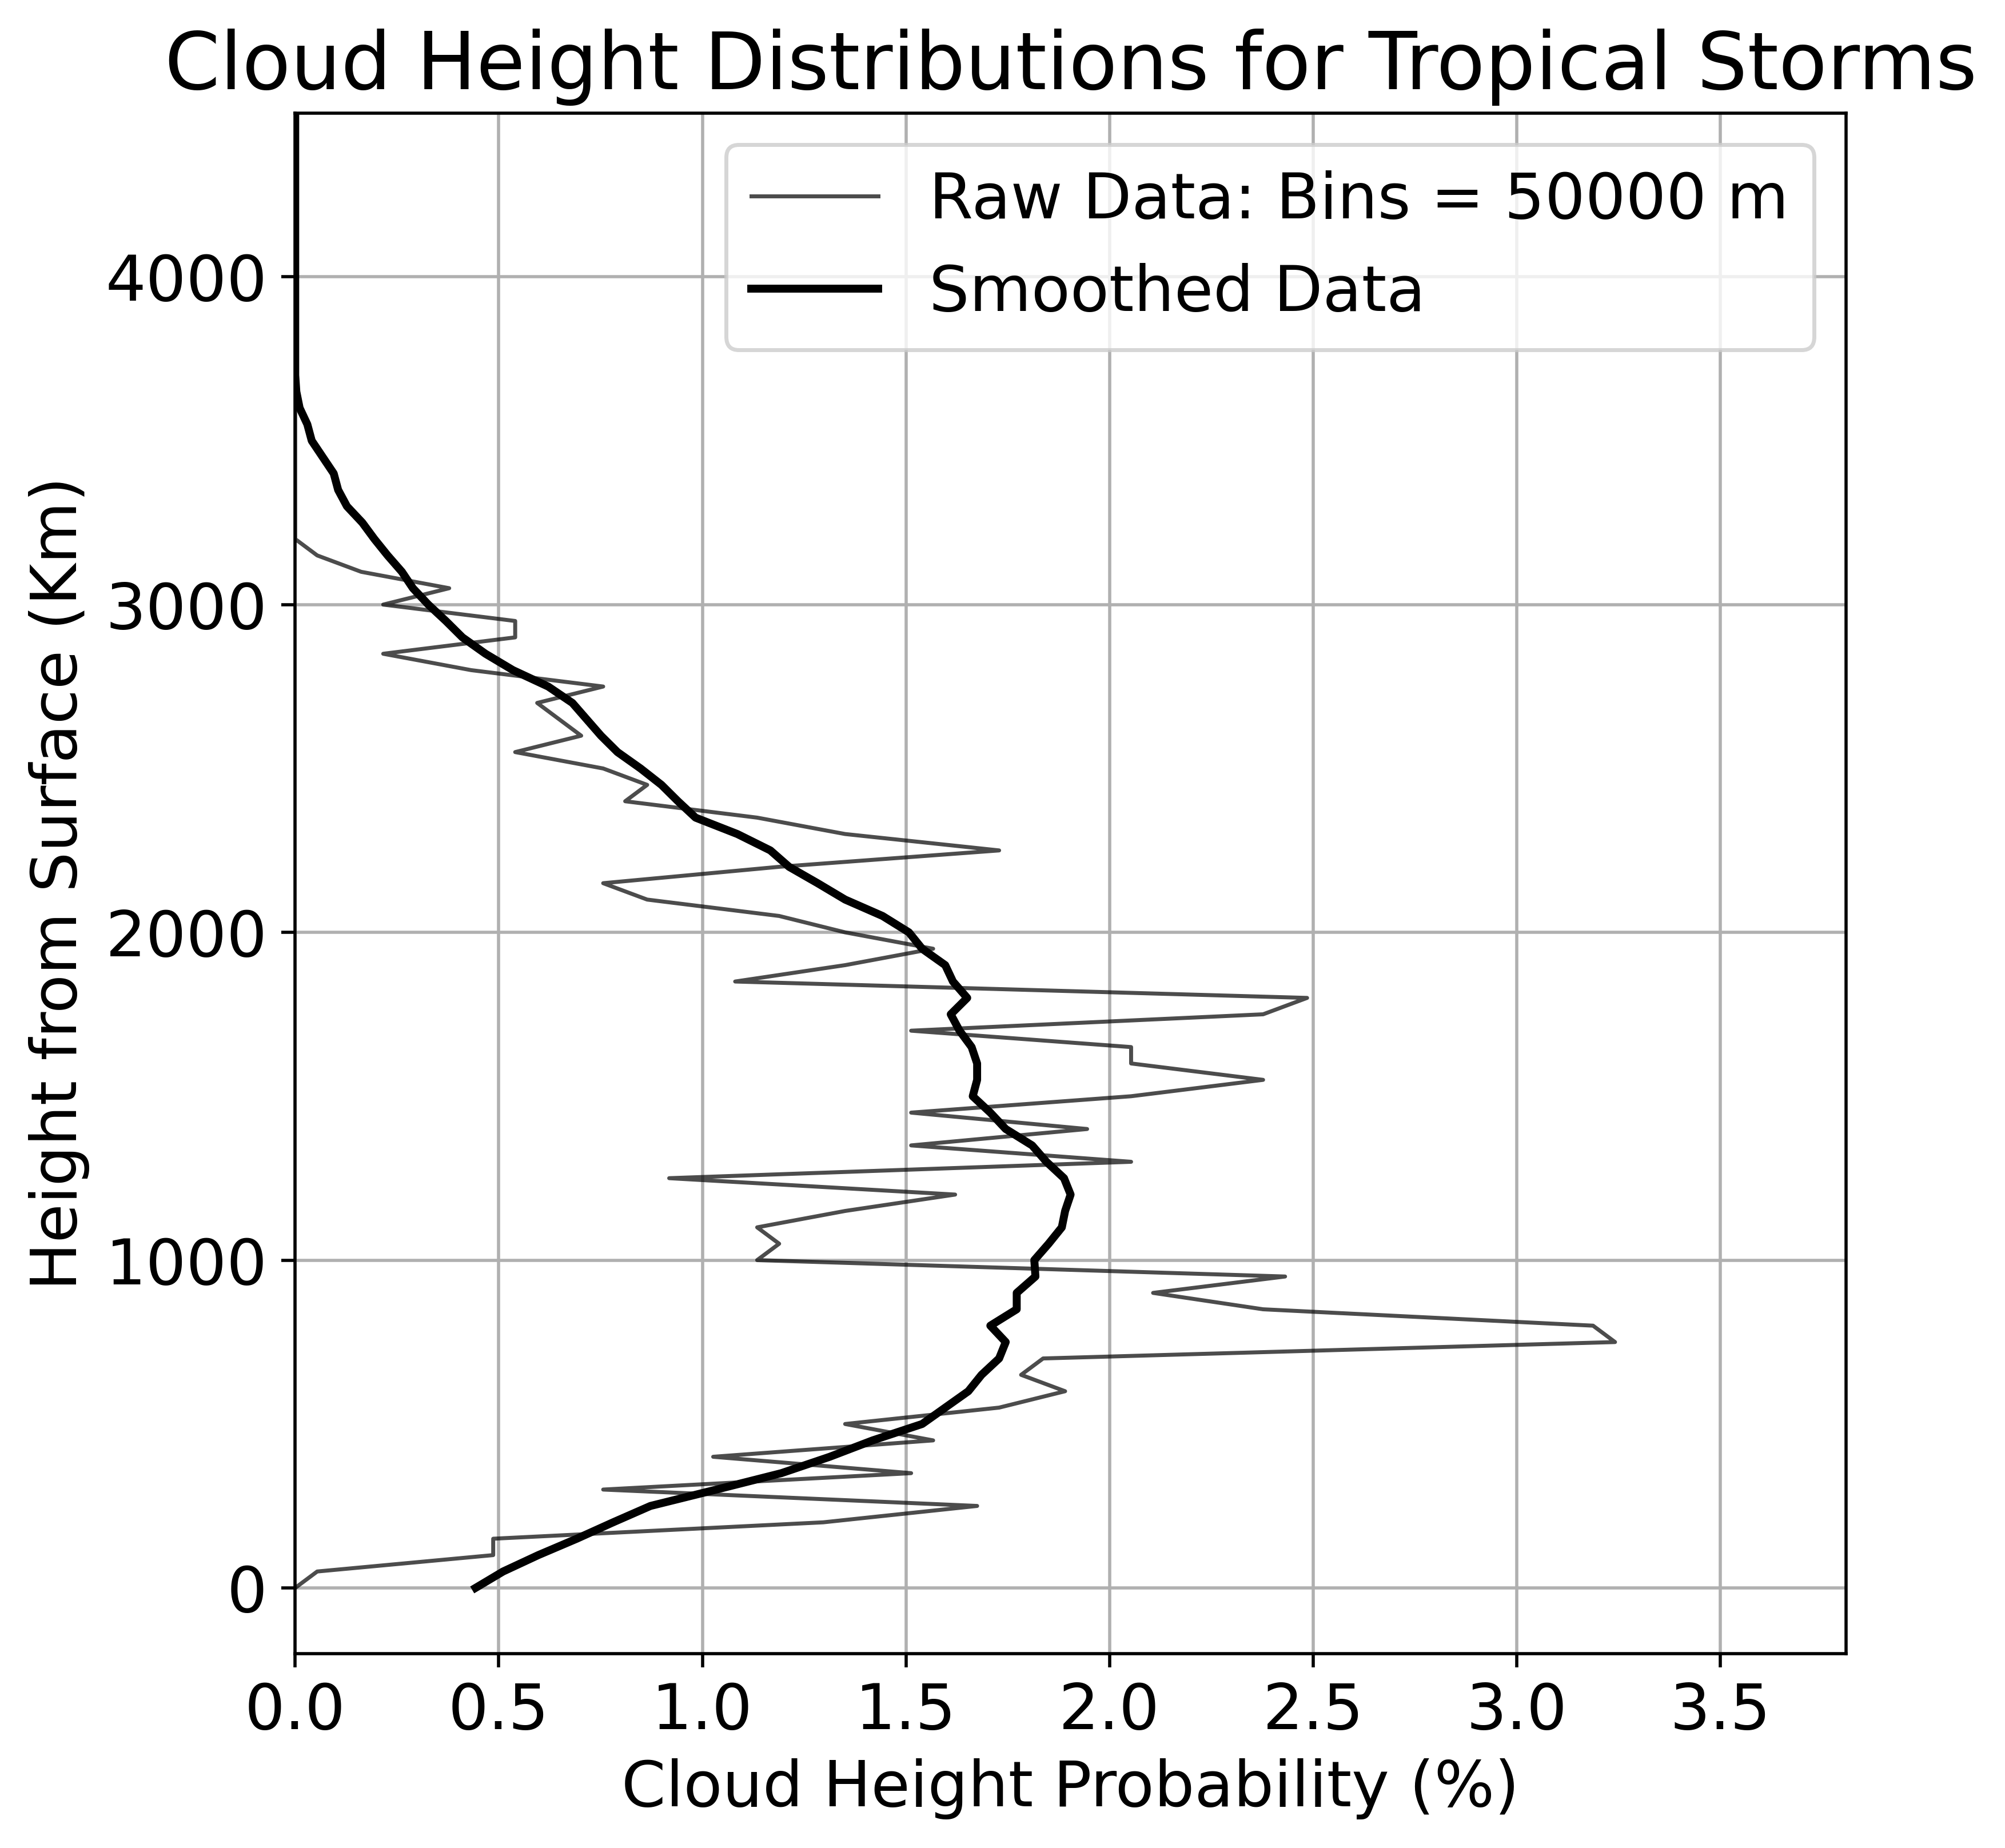 Cloud Height Distributions for Tropical Storms
Raw Data: Bins = 50000 m
Smoothed Data
Height from Surface (Km)
4000
3000
2000
1000
0
0.0 0.5 1.0 1.5 2.0 2.5 3.0 3.5
Cloud Height Probability (%)